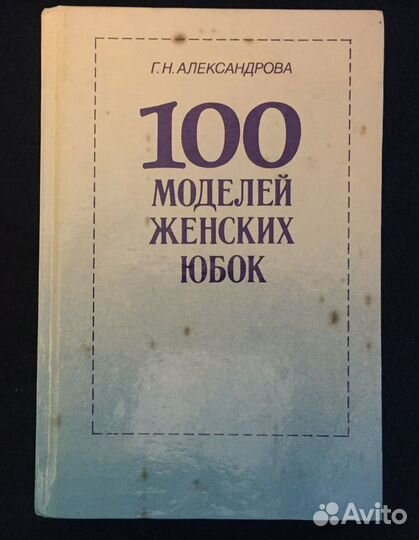 Г. Н. АЛЕКСАНДРОВА
100
МОДЕЛЕЙ
ЖЕНСКИХ
ЮБОК
Avito